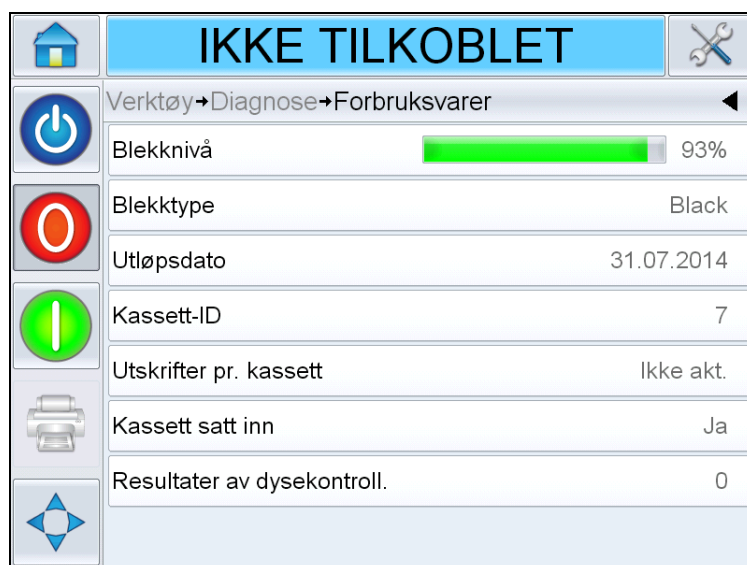 IKKE TILKOBLET
Verktøy→Diagnose→Forbruksvarer
Blekknivå 93%
Blekktype Black
Utløpsdato 31.07.2014
Kassett-ID 7
Utskrifter pr. kassett Ikke akt.
Kassett satt inn Ja
Resultater av dysekontroll. 0